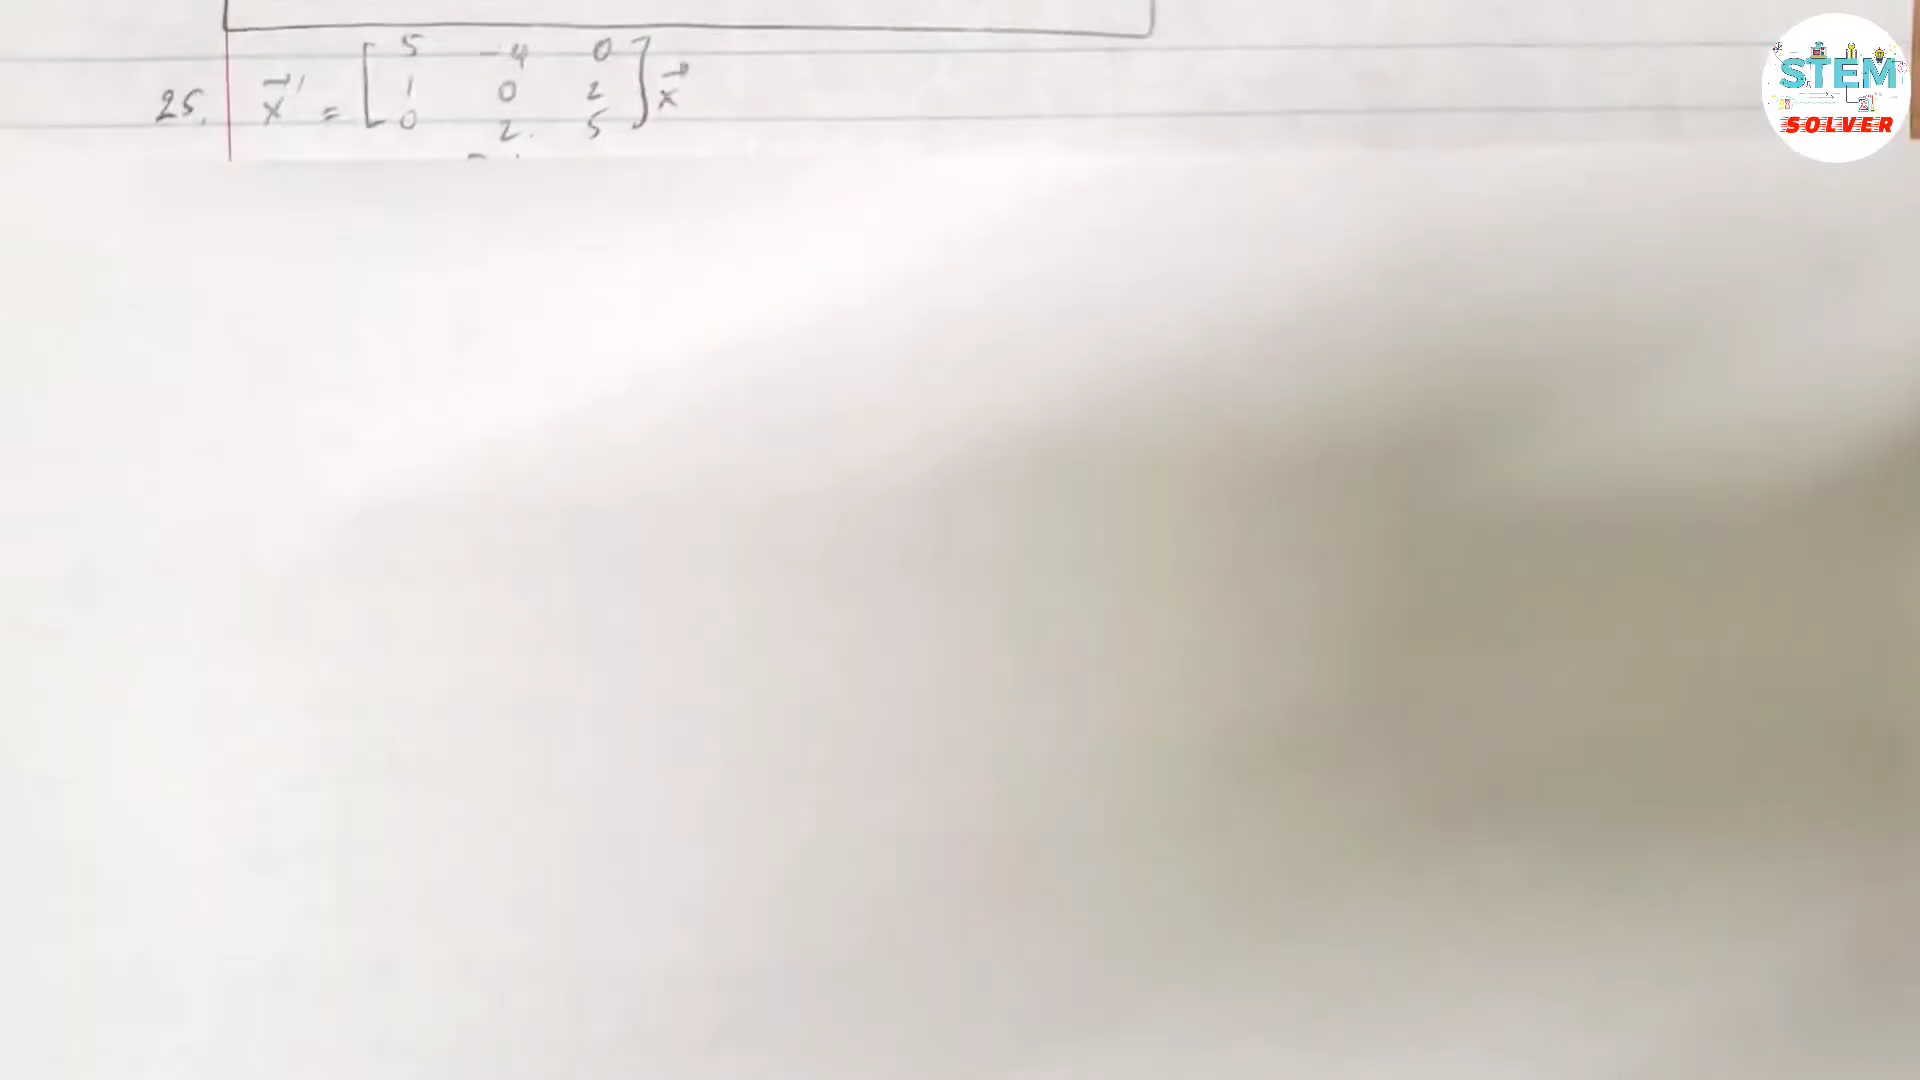 5 -4 0
25. x⃗' = [ 1 0 2 ] x⃗
0 2. 5
STEM
SOLVER